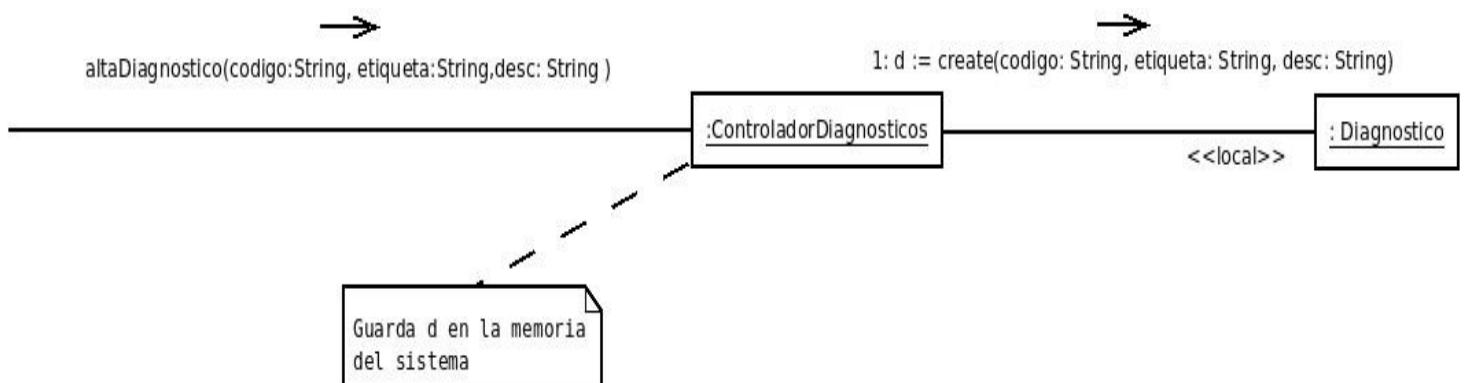 altaDiagnostico(codigo:String, etiqueta:String,desc: String )
1: d := create(codigo: String, etiqueta: String, desc: String)
:ControladorDiagnosticos
: Diagnostico
<<local>>
Guarda d en la memoria
del sistema